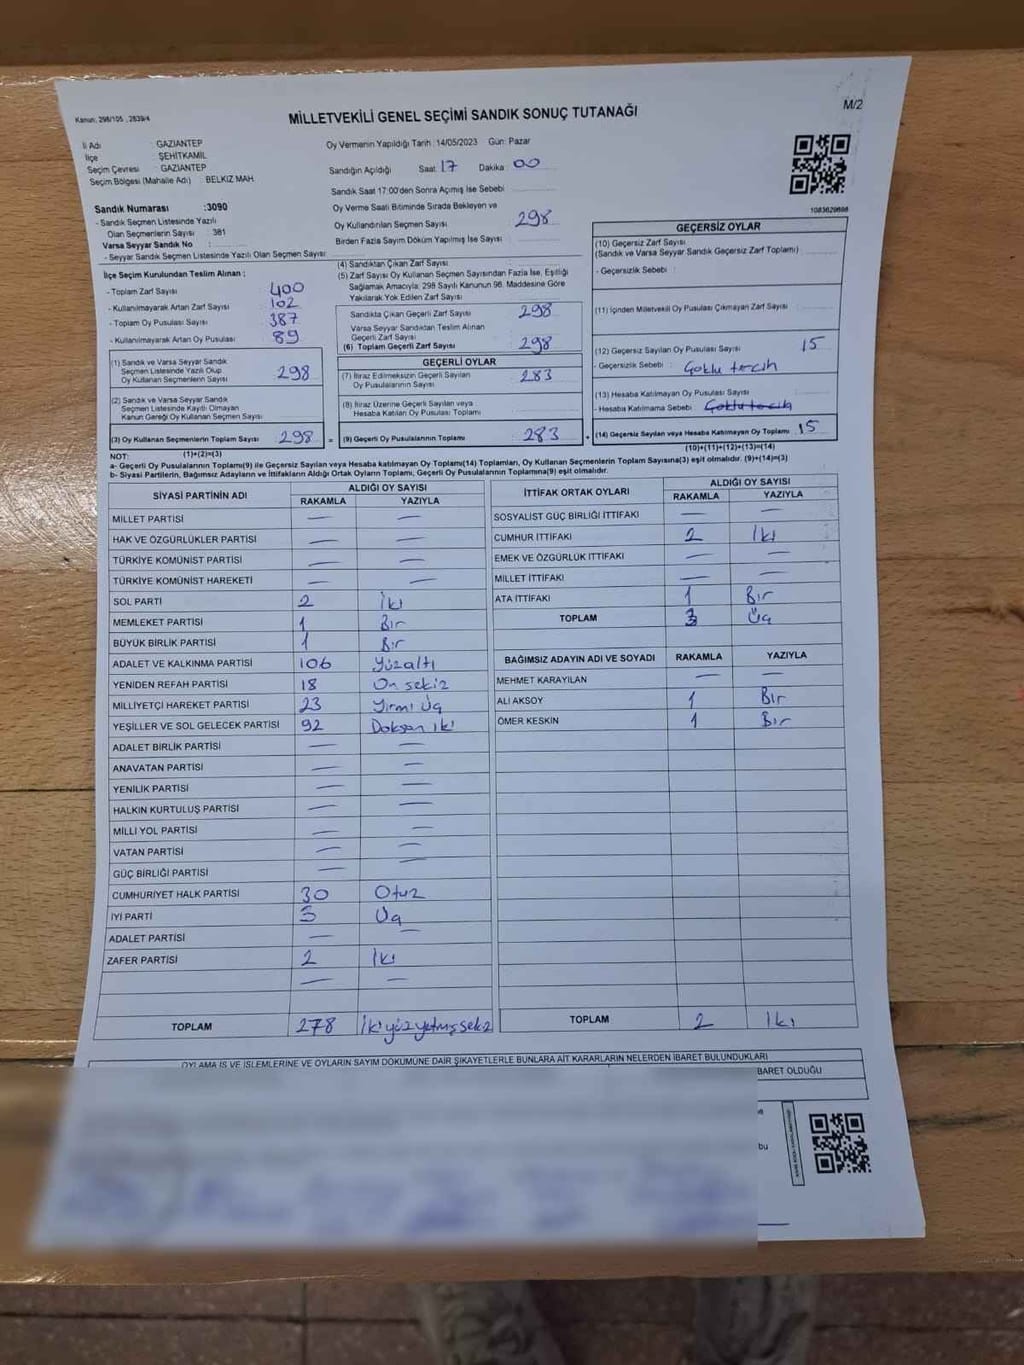 Kanun: 298/105 , 2839/4
MİLLETVEKİLİ GENEL SEÇİMİ SANDIK SONUÇ TUTANAĞI
M/2
İl Adı : GAZİANTEP
İlçe : ŞEHİTKAMİL
Seçim Çevresi : GAZİANTEP
Seçim Bölgesi (Mahalle Adı) : BELKIZ MAH.
Oy Vermenin Yapıldığı Tarih : 14/05/2023 Gün: Pazar
Sandığın Açıldığı Saat: 17 Dakika 00
Sandık Saat 17:00'den Sonra Açımış İse Sebebi
Oy Verme Saati Bitiminde Sırada Bekleyen ve
Oy Kullandırılan Seçmen Sayısı : 298
Birden Fazla Sayım Döküm Yapılmış İse Sayısı :
1083629698
Sandık Numarası :3090
- Sandık Seçmen Listesinde Yazılı
Olan Seçmenlerin Sayısı : 381
Varsa Seyyar Sandık No :
- Seyyar Sandık Seçmen Listesinde Yazılı Olan Seçmen Sayısı:
İlçe Seçim Kurulundan Teslim Alınan :
- Toplam Zarf Sayısı : 400
- Kullanılmayarak Artan Zarf Sayısı : 102
- Toplam Oy Pusulası Sayısı : 387
- Kullanılmayarak Artan Oy Pusulası : 89
(1) Sandık ve Varsa Seyyar Sandık
Seçmen Listesinde Yazılı Olup
Oy Kullanan Seçmenlerin Sayısı : 298
(2) Sandık ve Varsa Seyyar Sandık
Seçmen Listesinde Kayıtlı Olmayan
Kanun Gereği Oy Kullanan Seçmen Sayısı:
(3) Oy Kullanan Seçmenlerin Toplam Sayısı : 298 =
(1)+(2)=(3)
(4) Sandıktan Çıkan Zarf Sayısı :
(5) Zarf Sayısı Oy Kullanan Seçmen Sayısından Fazla İse, Eşitliği
Sağlamak Amacıyla; 298 Sayılı Kanunun 98. Maddesine Göre
Yakılarak Yok Edilen Zarf Sayısı
Sandıkta Çıkan Geçerli Zarf Sayısı : 298
Varsa Seyyar Sandıktan Teslim Alınan
Geçerli Zarf Sayısı
(6) Toplam Geçerli Zarf Sayısı : 298
GEÇERLİ OYLAR
(7) İtiraz Edilmeksizin Geçerli Sayılan
Oy Pusulalarının Sayısı : 283
(8) İtiraz Üzerine Geçerli Sayılan veya
Hesaba Katılan Oy Pusulası Toplamı :
(9) Geçerli Oy Pusulalarının Toplamı : 283 +
GEÇERSİZ OYLAR
(10) Geçersiz Zarf Sayısı
(Sandık ve Varsa Seyyar Sandık Geçersiz Zarf Toplamı) :
- Geçersizlik Sebebi :
(11) İçinden Milletvekili Oy Pusulası Çıkmayan Zarf Sayısı :
(12) Geçersiz Sayılan Oy Pusulası Sayısı : 15
- Geçersizlik Sebebi : Çoklu tercih
(13) Hesaba Katılmayan Oy Pusulası Sayısı :
- Hesaba Katılmama Sebebi : Çoklu tercih
(14) Geçersiz Sayılan veya Hesaba Katılmayan Oy Toplamı : 15
(10)+(11)+(12)+(13)=(14)
NOT:
a- Geçerli Oy Pusulalarının Toplamı(9) ile Geçersiz Sayılan veya Hesaba katılmayan Oy Toplamı(14) Toplamları, Oy Kullanan Seçmenlerin Toplam Sayısına(3) eşit olmalıdır. (9)+(14)=(3)
b- Siyasi Partilerin, Bağımsız Adayların ve İttifakların Aldığı Ortak Oyların Toplamı, Geçerli Oy Pusulalarının Toplamına(9) eşit olmalıdır.
SİYASİ PARTİNİN ADI ALDIĞI OY SAYISI
RAKAMLA YAZIYLA
MİLLET PARTİSİ — —
HAK VE ÖZGÜRLÜKLER PARTİSİ — —
TÜRKİYE KOMÜNİST PARTİSİ — —
TÜRKİYE KOMÜNİST HAREKETİ — —
SOL PARTİ 2 İki
MEMLEKET PARTİSİ 1 Bir
BÜYÜK BİRLİK PARTİSİ 1 Bir
ADALET VE KALKINMA PARTİSİ 106 Yüzaltı
YENİDEN REFAH PARTİSİ 18 On sekiz
MİLLİYETÇİ HAREKET PARTİSİ 23 Yirmi Üç
YEŞİLLER VE SOL GELECEK PARTİSİ 92 Doksan iki
ADALET BİRLİK PARTİSİ — —
ANAVATAN PARTİSİ — —
YENİLİK PARTİSİ — —
HALKIN KURTULUŞ PARTİSİ — —
MİLLİ YOL PARTİSİ — —
VATAN PARTİSİ — —
GÜÇ BİRLİĞİ PARTİSİ — —
CUMHURİYET HALK PARTİSİ 30 Otuz
İYİ PARTİ 3 Üç
ADALET PARTİSİ — —
ZAFER PARTİSİ 2 İki
— —
TOPLAM 278 İkiyüzyetmişsekiz
İTTİFAK ORTAK OYLARI ALDIĞI OY SAYISI
RAKAMLA YAZIYLA
SOSYALİST GÜÇ BİRLİĞİ İTTİFAKI — —
CUMHUR İTTİFAKI 2 İki
EMEK VE ÖZGÜRLÜK İTTİFAKI — —
MİLLET İTTİFAKI — —
ATA İTTİFAKI 1 Bir
TOPLAM 3 Üç
BAĞIMSIZ ADAYIN ADI VE SOYADI RAKAMLA YAZIYLA
MEHMET KARAYILAN — —
ALİ AKSOY 1 Bir
ÖMER KESKİN 1 Bir
TOPLAM 2 İki
OYLAMA İŞ VE İŞLEMLERİNE VE OYLARIN SAYIM DÖKÜMÜNE DAİR ŞİKAYETLERLE BUNLARA AİT KARARLARIN NELERDEN İBARET BULUNDUKLARI
BARET OLDUĞU
bu